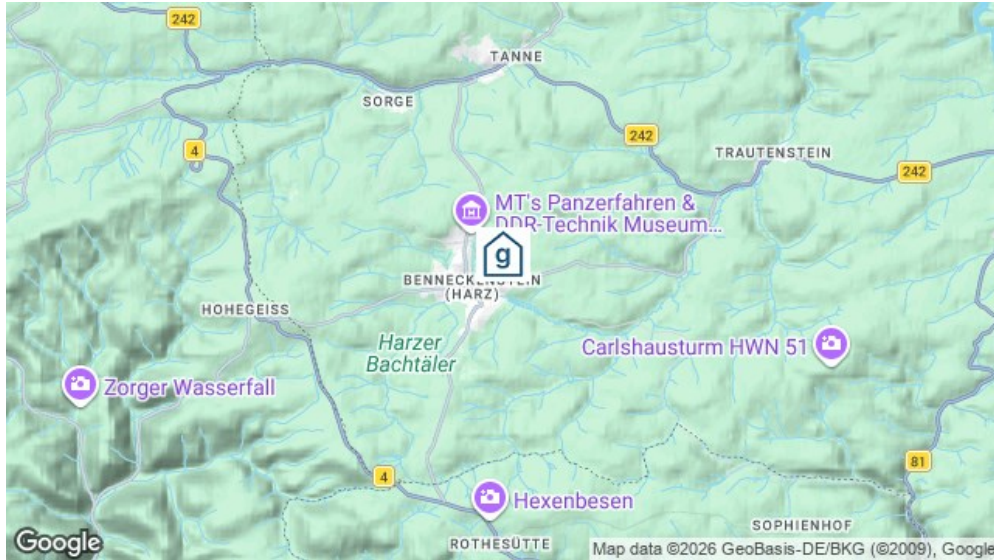 242
TANNE
SORGE
242
4
TRAUTENSTEIN
242
MT's Panzerfahren &
DDR-Technik Museum...
g
BENNECKENSTEIN
(HARZ)
HOHEGEISS
Harzer
Bachtäler
Carlshausturm HWN 51
Zorger Wasserfall
81
4
Hexenbesen
SOPHIENHOF
ROTHESÜTTE
Google
Map data ©2026 GeoBasis-DE/BKG (©2009), Google